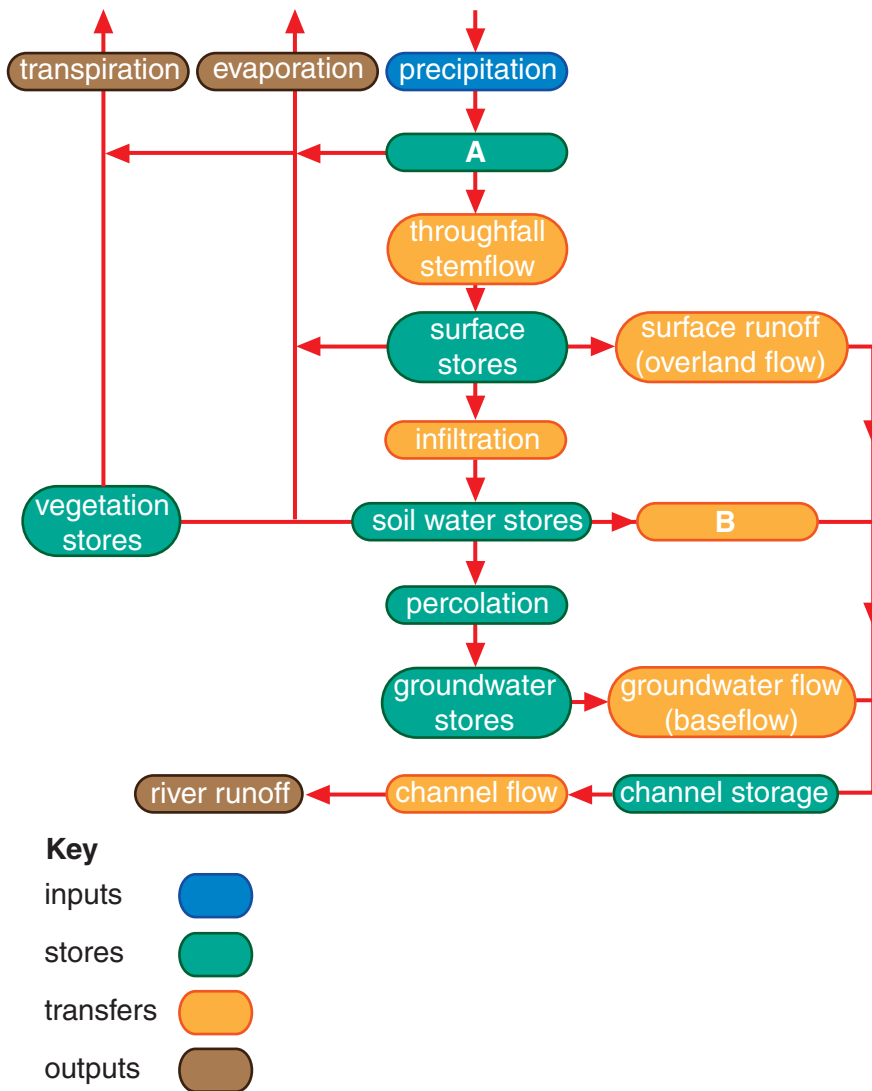 transpiration
evaporation
precipitation
A
throughfall
stemflow
surface
stores
surface runoff
(overland flow)
infiltration
vegetation
stores
soil water stores
B
percolation
groundwater
stores
groundwater flow
(baseflow)
river runoff
channel flow
channel storage
Key
inputs
stores
transfers
outputs